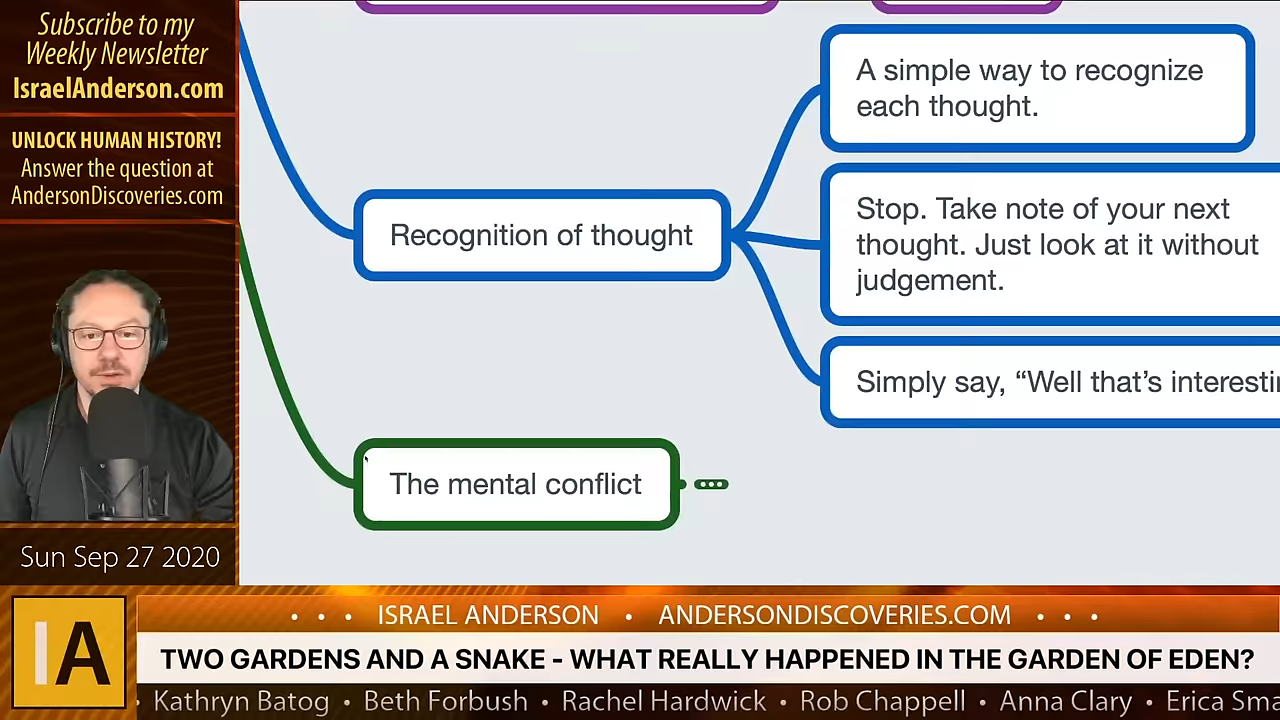 Subscribe to my
Weekly Newsletter
IsraelAnderson.com
UNLOCK HUMAN HISTORY!
Answer the question at
AndersonDiscoveries.com
Sun Sep 27 2020
A simple way to recognize
each thought.
Recognition of thought
Stop. Take note of your next
thought. Just look at it without
judgement.
Simply say, “Well that’s
The mental conflict
IA
• • • ISRAEL ANDERSON • ANDERSONDISCOVERIES.COM • • •
TWO GARDENS AND A SNAKE - WHAT REALLY HAPPENED IN THE GARDEN OF EDEN?
• Kathryn Batog • Beth Forbush • Rachel Hardwick • Rob Chappell • Anna Clary • Erica